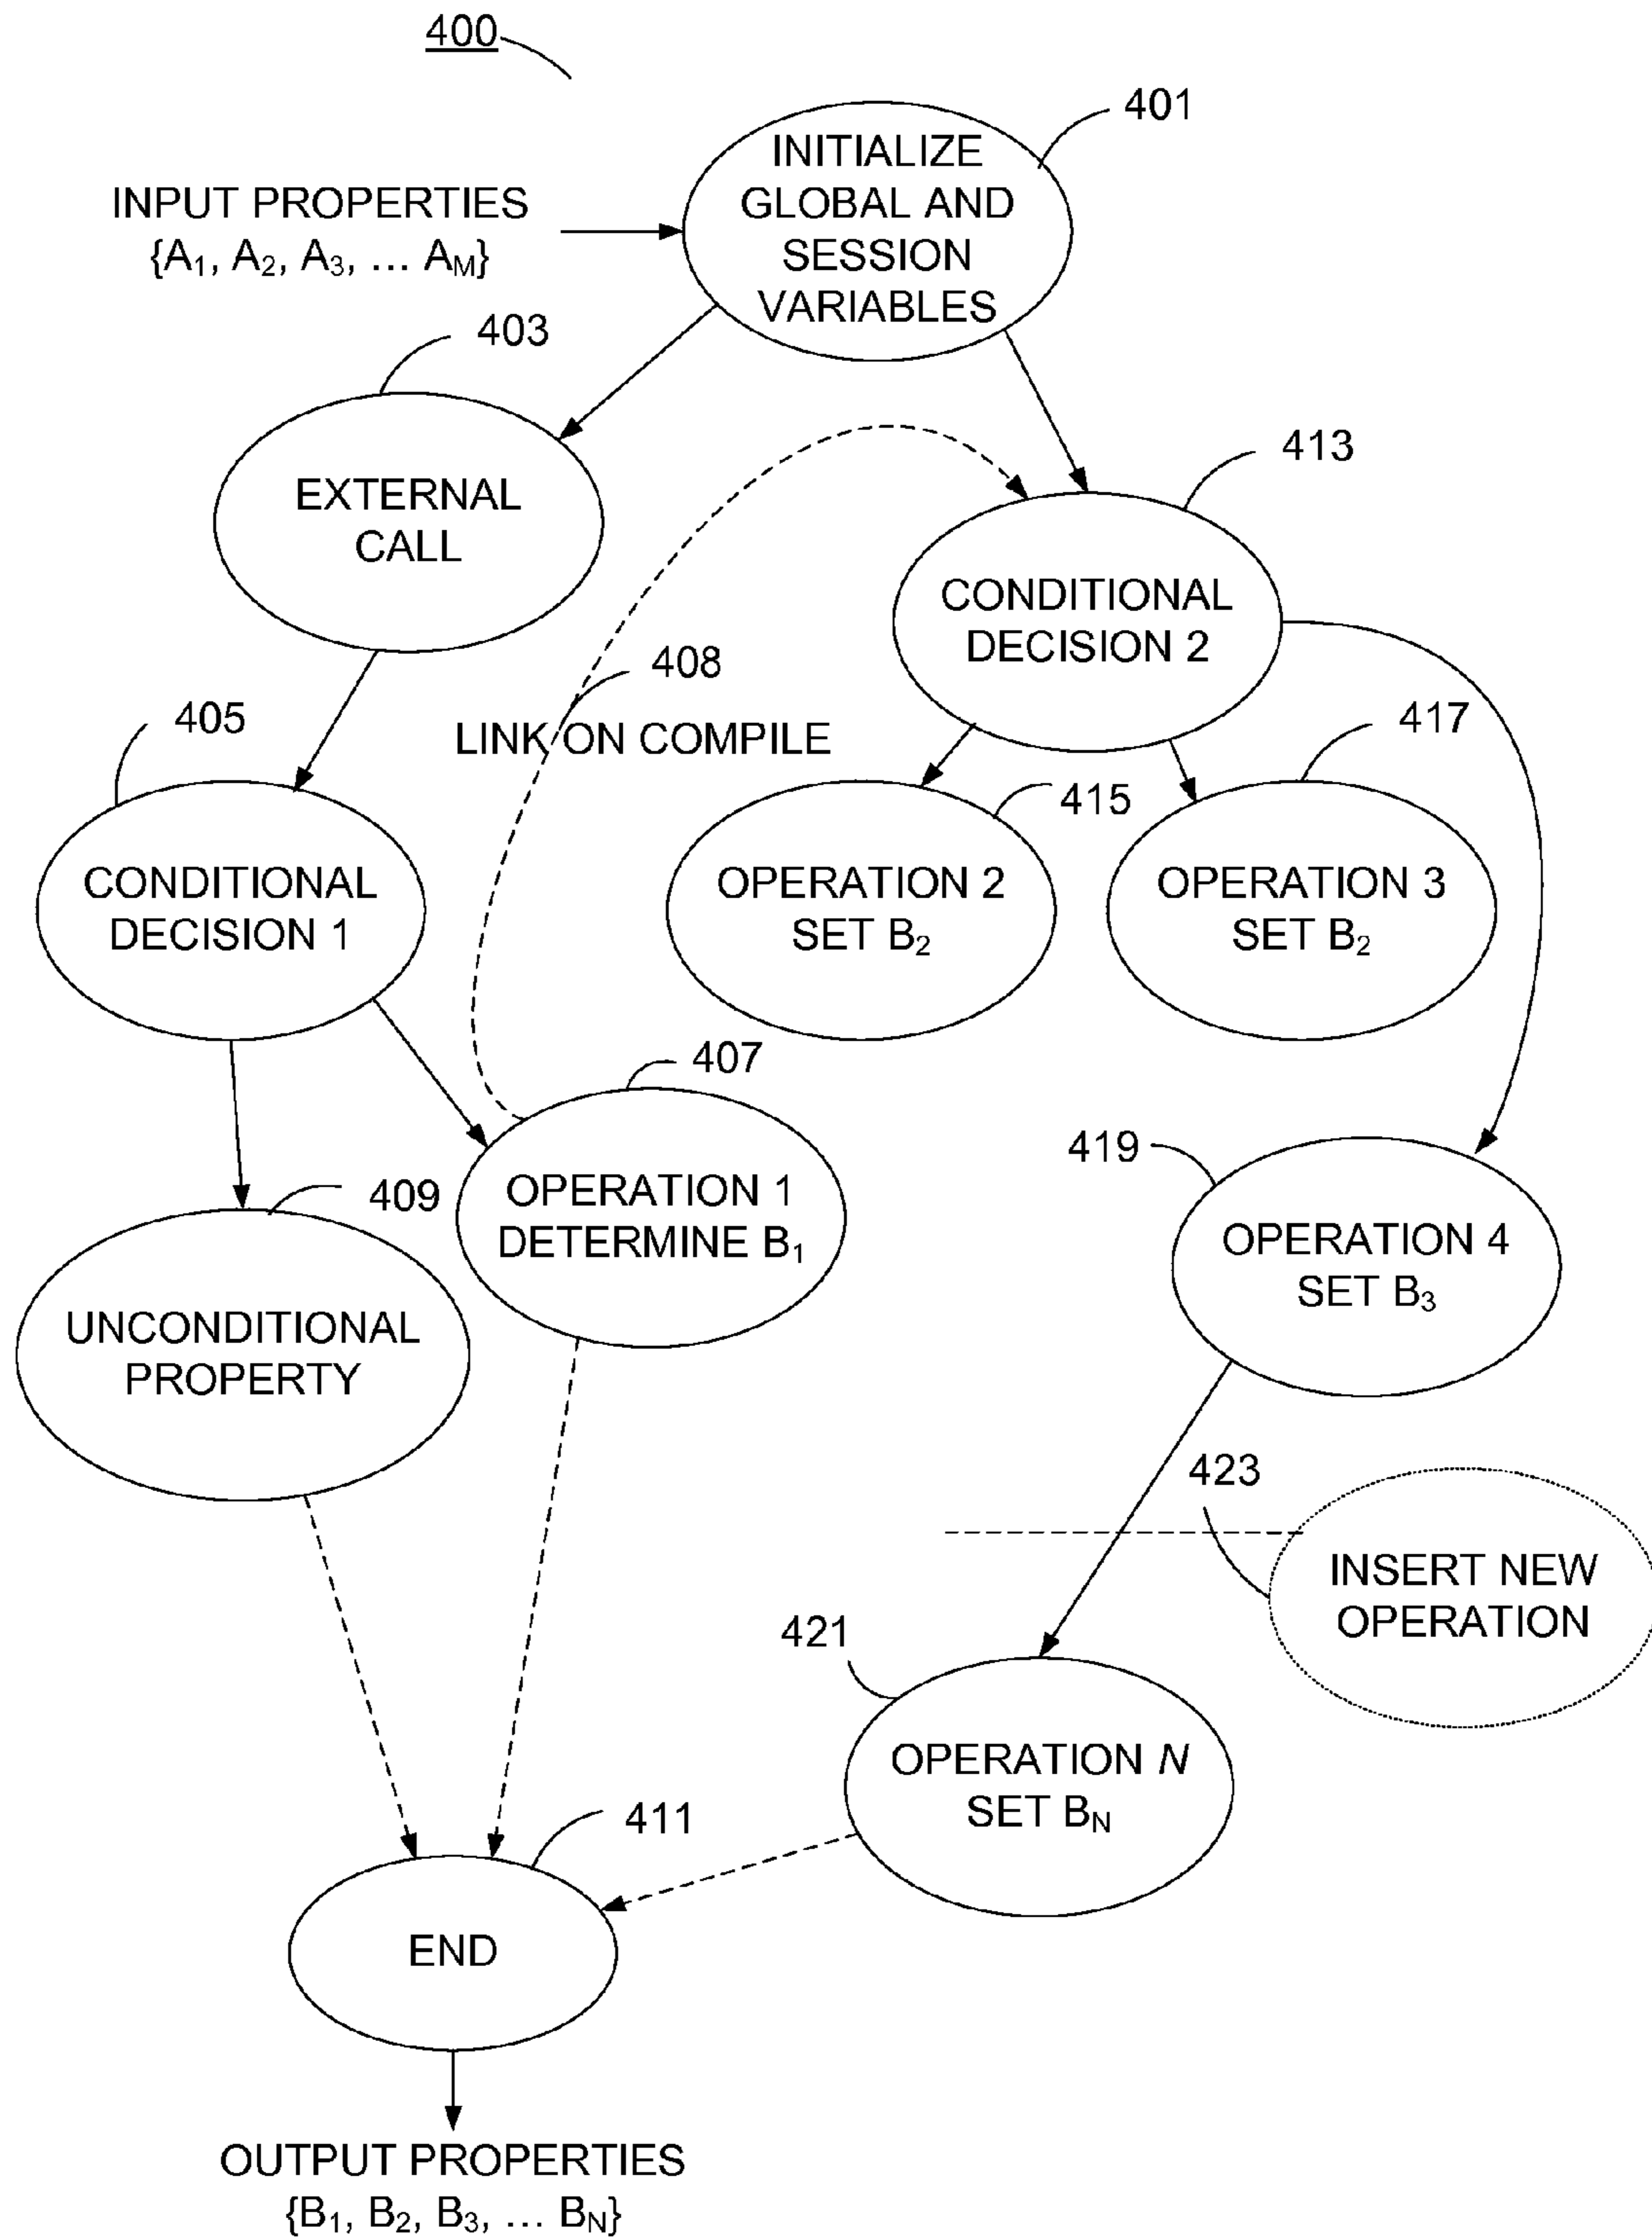 400
401
INITIALIZE
GLOBAL AND
SESSION
VARIABLES
INPUT PROPERTIES
{A₁, A₂, A₃, ... A_M}
403
EXTERNAL
CALL
413
CONDITIONAL
DECISION 2
408
LINK ON COMPILE
405
CONDITIONAL
DECISION 1
417
415
OPERATION 2
SET B₂
OPERATION 3
SET B₂
407
OPERATION 1
DETERMINE B₁
409
UNCONDITIONAL
PROPERTY
419
OPERATION 4
SET B₃
423
INSERT NEW
OPERATION
421
OPERATION N
SET B_N
411
END
OUTPUT PROPERTIES
{B₁, B₂, B₃, ... B_N}